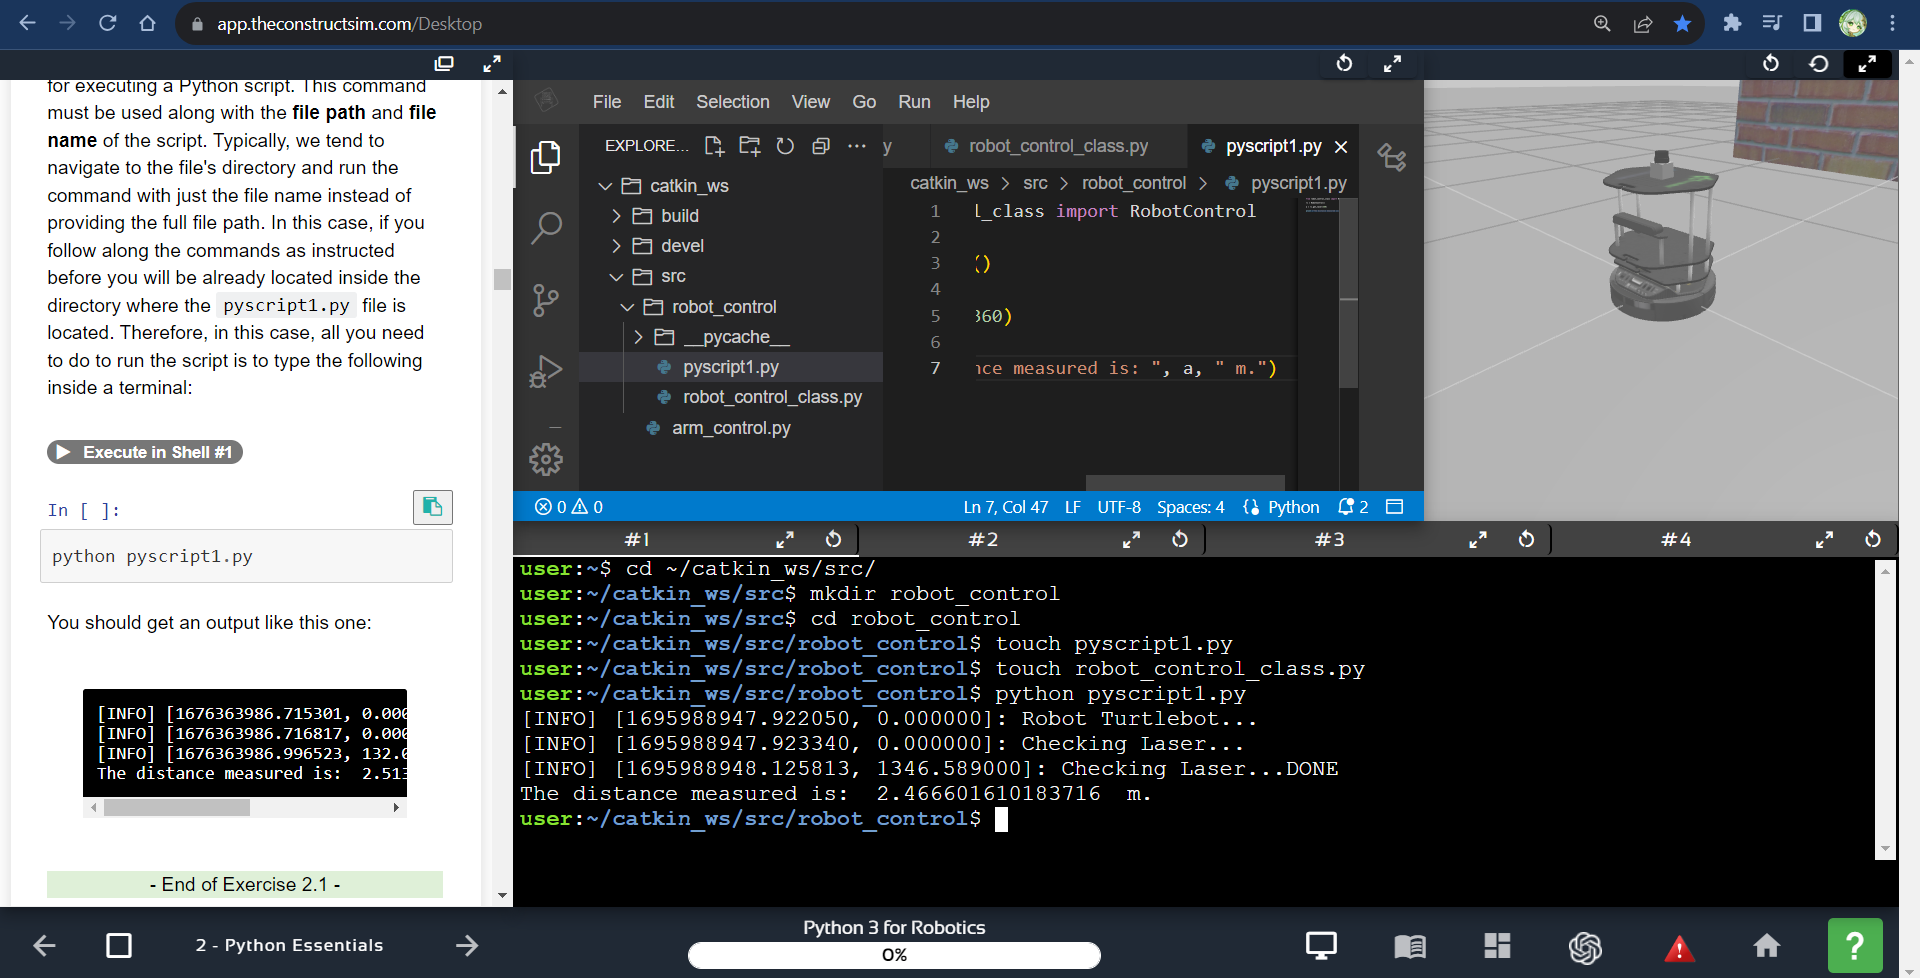 app.theconstructsim.com/Desktop
for executing a Python script. This command
must be used along with the file path and file
name of the script. Typically, we tend to
navigate to the file's directory and run the
command with just the file name instead of
providing the full file path. In this case, if you
follow along the commands as instructed
before you will be already located inside the
directory where the pyscript1.py file is
located. Therefore, in this case, all you need
to do to run the script is to type the following
inside a terminal:
Execute in Shell #1
In [ ]:
python pyscript1.py
You should get an output like this one:
[INFO] [1676363986.715301, 0.000
[INFO] [1676363986.716817, 0.000
[INFO] [1676363986.996523, 132.0
The distance measured is:  2.513
- End of Exercise 2.1 -
File Edit Selection View Go Run Help
EXPLORE... ···
catkin_ws
build
devel
src
robot_control
__pycache__
pyscript1.py
robot_control_class.py
arm_control.py
y robot_control_class.py pyscript1.py
catkin_ws > src > robot_control > pyscript1.py
1 l_class import RobotControl
2
3 ()
4
5 360)
6
7 nce measured is: ", a, " m.")
0 0 Ln 7, Col 47 LF UTF-8 Spaces: 4 Python 2
#1 #2 #3 #4
user:~$ cd ~/catkin_ws/src/
user:~/catkin_ws/src$ mkdir robot_control
user:~/catkin_ws/src$ cd robot_control
user:~/catkin_ws/src/robot_control$ touch pyscript1.py
user:~/catkin_ws/src/robot_control$ touch robot_control_class.py
user:~/catkin_ws/src/robot_control$ python pyscript1.py
[INFO] [1695988947.922050, 0.000000]: Robot Turtlebot...
[INFO] [1695988947.923340, 0.000000]: Checking Laser...
[INFO] [1695988948.125813, 1346.589000]: Checking Laser...DONE
The distance measured is:  2.466601610183716  m.
user:~/catkin_ws/src/robot_control$
2 - Python Essentials
Python 3 for Robotics
0%
?